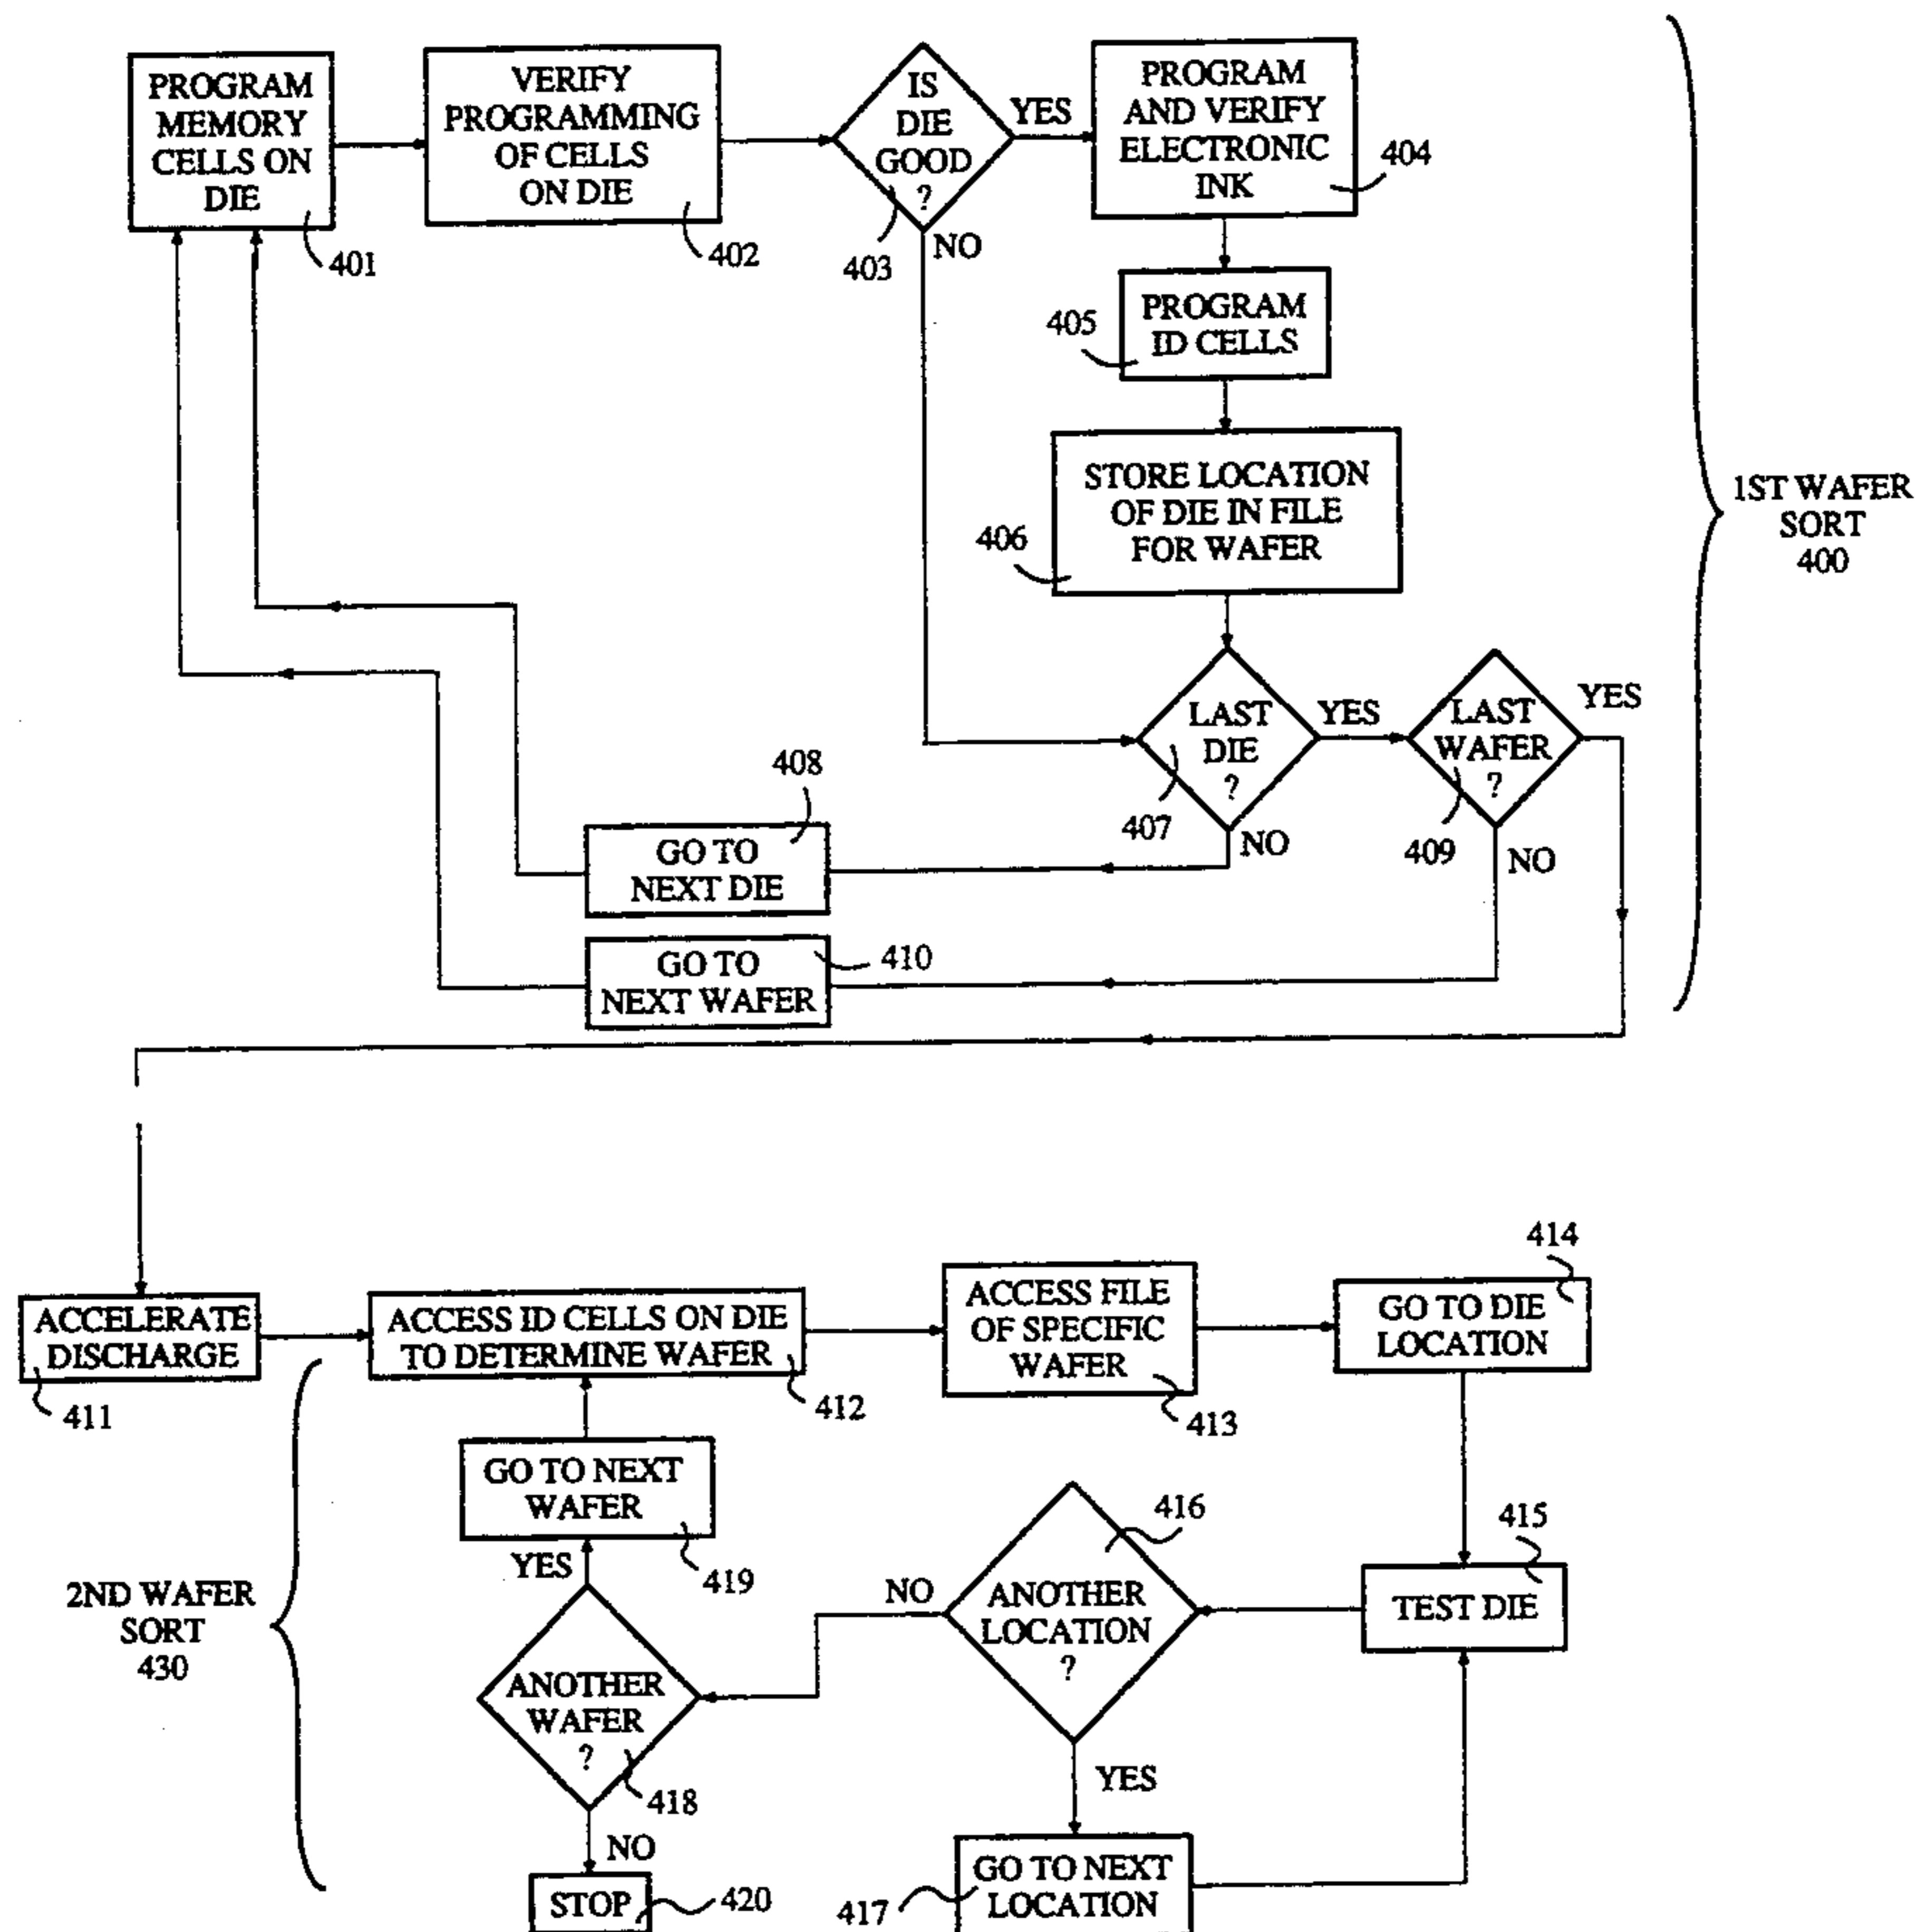 PROGRAM
MEMORY
CELLS ON
DIE
401
VERIFY
PROGRAMMING
OF CELLS
ON DIE
402
IS
DIE
GOOD
?
403
YES
NO
PROGRAM
AND VERIFY
ELECTRONIC
INK
404
PROGRAM
ID CELLS
405
STORE LOCATION
OF DIE IN FILE
FOR WAFER
406
1ST WAFER
SORT
400
LAST
DIE
?
407
YES
NO
LAST
WAFER
?
409
YES
NO
408
GO TO
NEXT DIE
GO TO
NEXT WAFER
410
ACCELERATE
DISCHARGE
411
ACCESS ID CELLS ON DIE
TO DETERMINE WAFER
412
ACCESS FILE
OF SPECIFIC
WAFER
413
414
GO TO DIE
LOCATION
415
TEST DIE
416
ANOTHER
LOCATION
?
NO
YES
GO TO NEXT
LOCATION
417
GO TO NEXT
WAFER
419
YES
ANOTHER
WAFER
?
418
NO
STOP
420
2ND WAFER
SORT
430